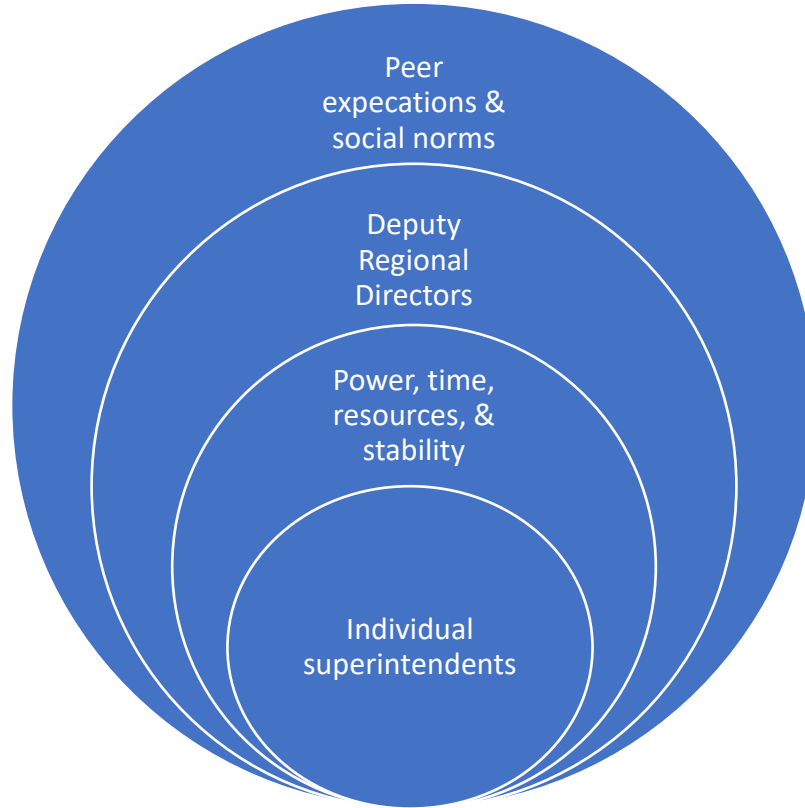 Peer
expecations &
social norms
Deputy
Regional
Directors
Power, time,
resources, &
stability
Individual
superintendents